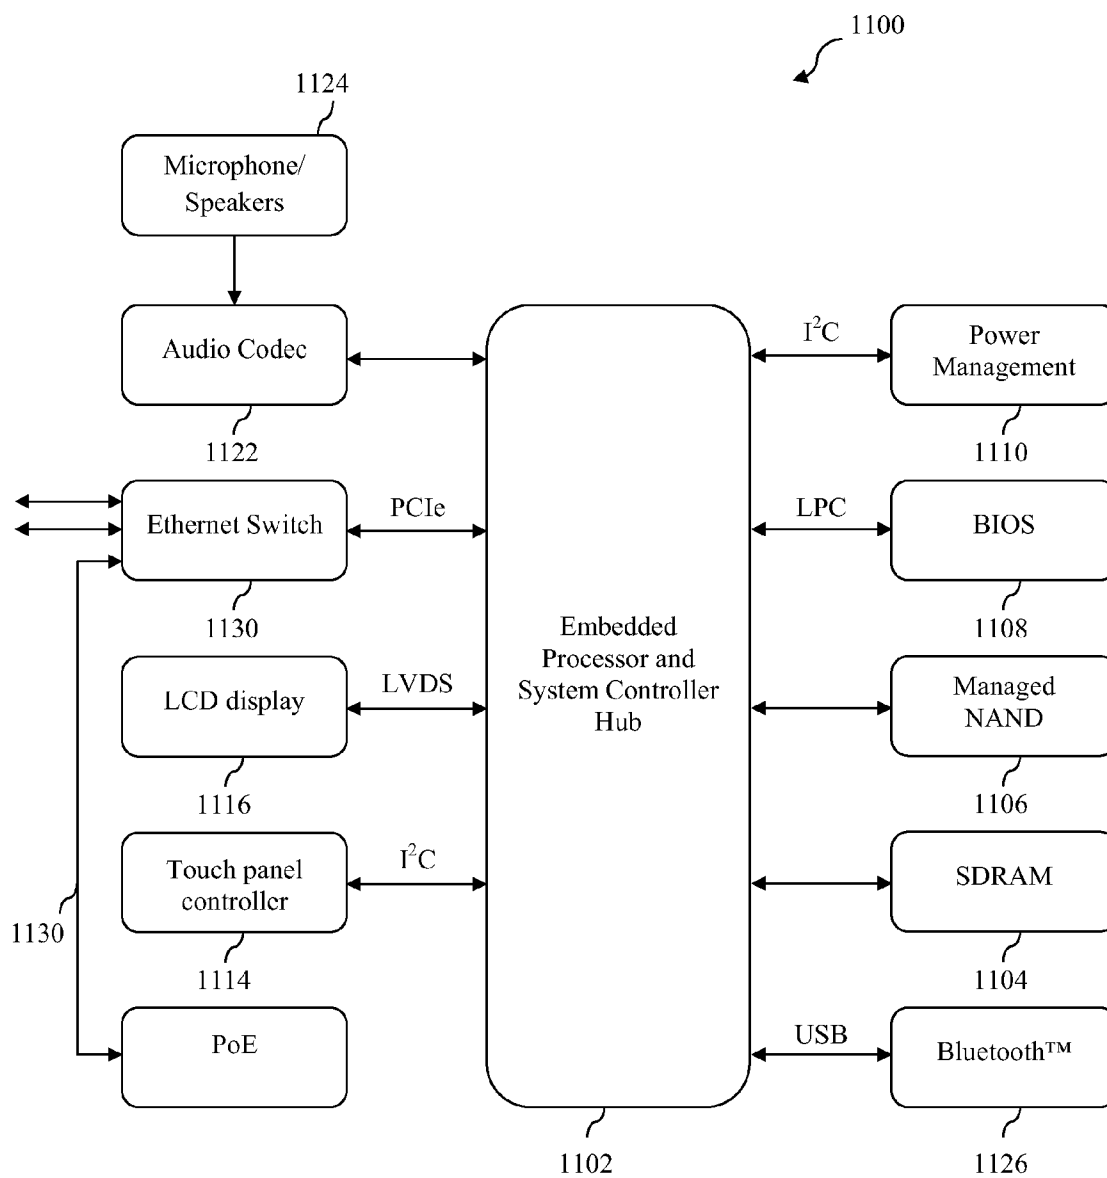 1100
1124
Microphone/
Speakers
Audio Codec
I²C
Power
Management
1122
1110
Ethernet Switch
PCIe
LPC
BIOS
1130
1108
Embedded
Processor and
System Controller
Hub
LCD display
LVDS
Managed
NAND
1116
1106
Touch panel
controller
I²C
SDRAM
1130
1114
1104
PoE
USB
Bluetooth™
1102
1126